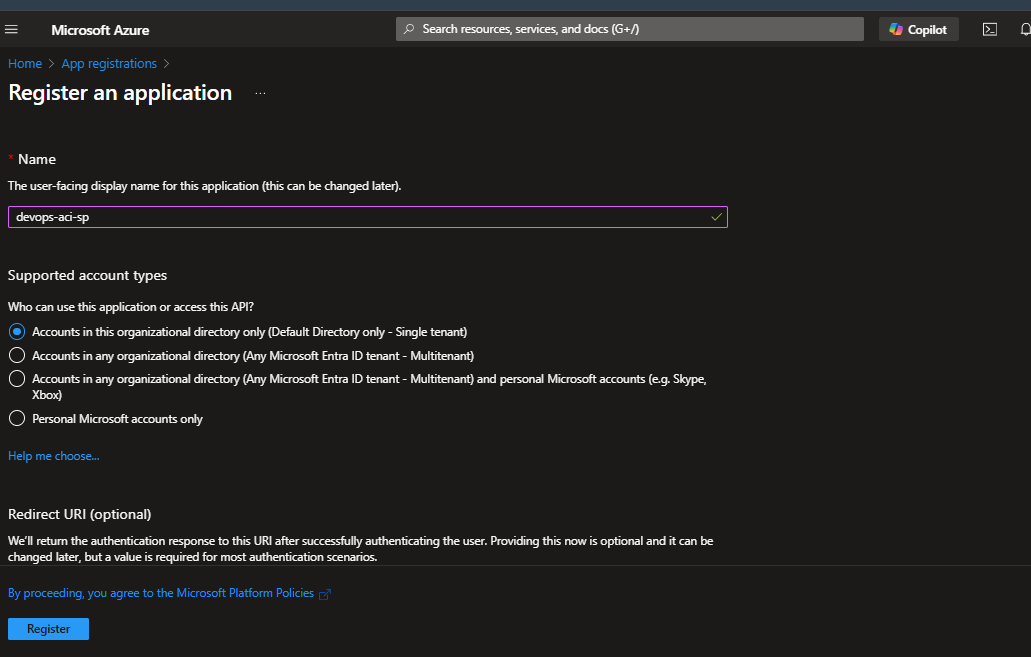 Microsoft Azure
Search resources, services, and docs (G+/)
Copilot
Home > App registrations >
Register an application ...
* Name
The user-facing display name for this application (this can be changed later).
devops-aci-sp
Supported account types
Who can use this application or access this API?
Accounts in this organizational directory only (Default Directory only - Single tenant)
Accounts in any organizational directory (Any Microsoft Entra ID tenant - Multitenant)
Accounts in any organizational directory (Any Microsoft Entra ID tenant - Multitenant) and personal Microsoft accounts (e.g. Skype,
Xbox)
Personal Microsoft accounts only
Help me choose...
Redirect URI (optional)
We'll return the authentication response to this URI after successfully authenticating the user. Providing this now is optional and it can be
changed later, but a value is required for most authentication scenarios.
By proceeding, you agree to the Microsoft Platform Policies
Register